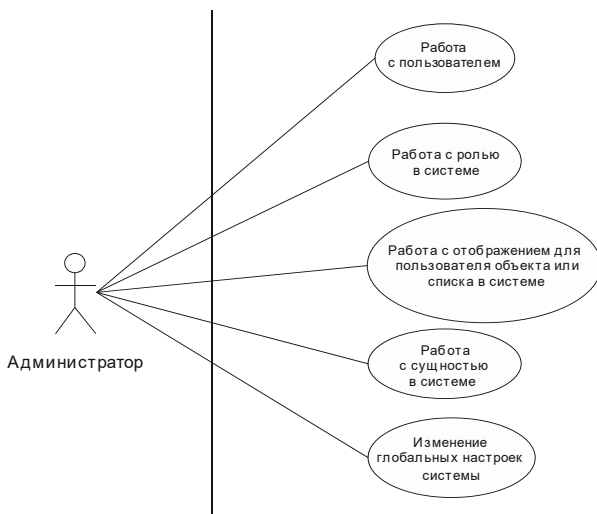 Работа
с пользователем
Работа с ролью
в системе
Работа с отображением для
пользователя объекта или
списка в системе
Администратор
Работа
с сущностью
в системе
Изменение
глобальных настроек
системы